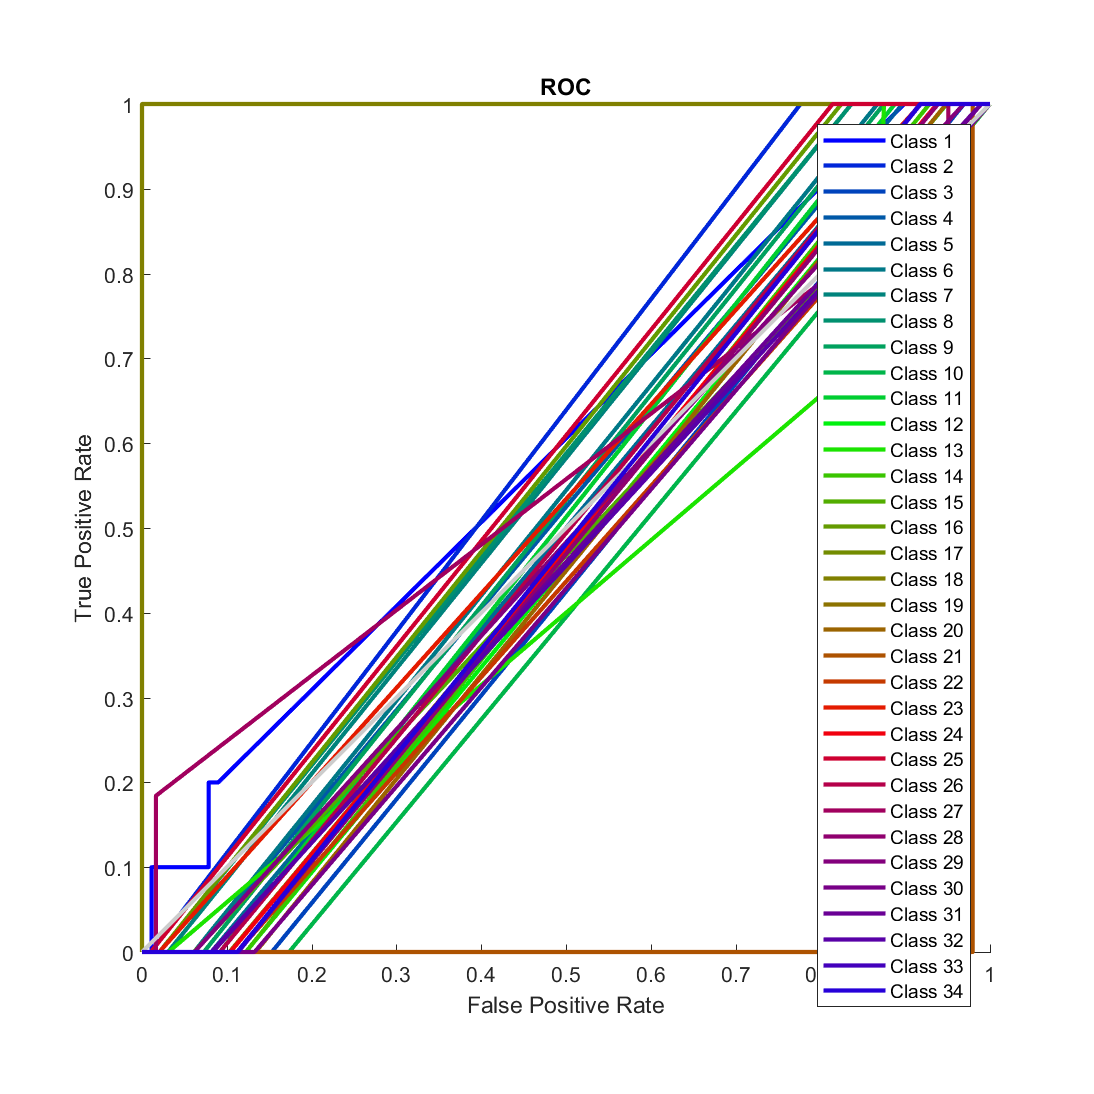 ROC
1
0.9
0.8
0.7
0.6
0.5
0.4
0.3
0.2
0.1
0
True Positive Rate
0 0.1 0.2 0.3 0.4 0.5 0.6 0.7 1
False Positive Rate
Class 1
Class 2
Class 3
Class 4
Class 5
Class 6
Class 7
Class 8
Class 9
Class 10
Class 11
Class 12
Class 13
Class 14
Class 15
Class 16
Class 17
Class 18
Class 19
Class 20
Class 21
Class 22
Class 23
Class 24
Class 25
Class 26
Class 27
Class 28
Class 29
Class 30
Class 31
Class 32
Class 33
Class 34